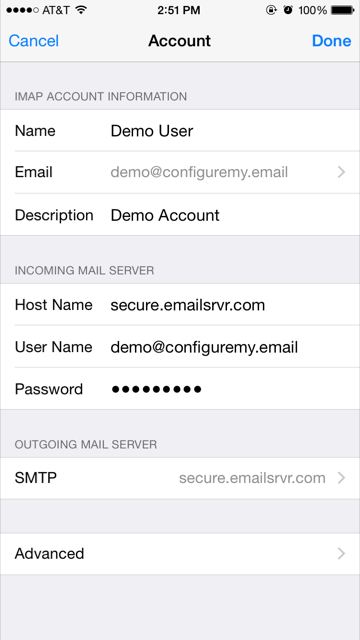 AT&T 2:51 PM 100%
Cancel Account Done
IMAP ACCOUNT INFORMATION
Name Demo User
Email demo@configuremy.email
Description Demo Account
INCOMING MAIL SERVER
Host Name secure.emailsrvr.com
User Name demo@configuremy.email
Password •••••••••
OUTGOING MAIL SERVER
SMTP secure.emailsrvr.com
Advanced